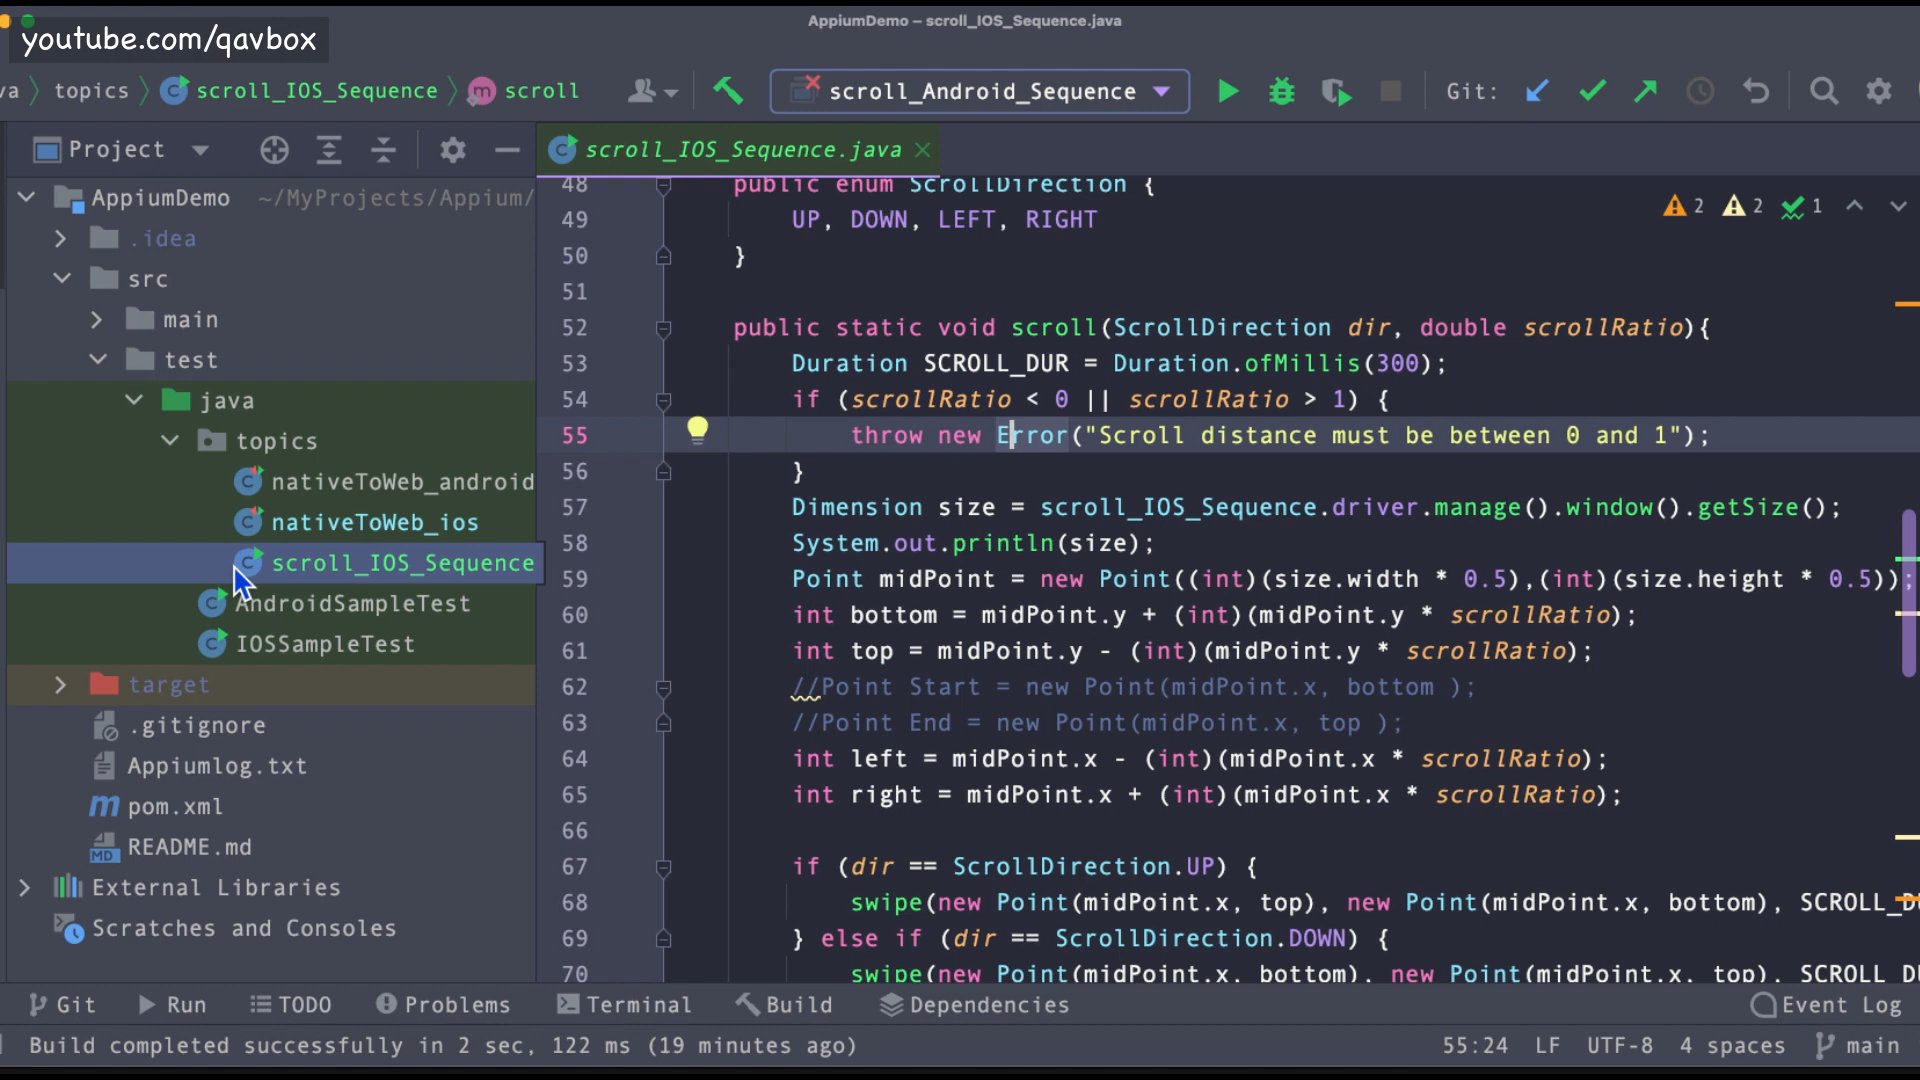 AppiumDemo – scroll_IOS_Sequence.java
youtube.com/qavbox
va topics scroll_IOS_Sequence scroll scroll_Android_Sequence Git:
Project
scroll_IOS_Sequence.java
AppiumDemo ~/MyProjects/Appium/
.idea
src
main
test
java
topics
nativeToWeb_android
nativeToWeb_ios
scroll_IOS_Sequence
AndroidSampleTest
IOSSampleTest
target
.gitignore
Appiumlog.txt
pom.xml
README.md
External Libraries
Scratches and Consoles
2 2 1
48 public enum ScrollDirection {
49 UP, DOWN, LEFT, RIGHT
50 }
51
52 public static void scroll(ScrollDirection dir, double scrollRatio){
53 Duration SCROLL_DUR = Duration.ofMillis(300);
54 if (scrollRatio < 0 || scrollRatio > 1) {
55 throw new Error("Scroll distance must be between 0 and 1");
56 }
57 Dimension size = scroll_IOS_Sequence.driver.manage().window().getSize();
58 System.out.println(size);
59 Point midPoint = new Point((int)(size.width * 0.5),(int)(size.height * 0.5));
60 int bottom = midPoint.y + (int)(midPoint.y * scrollRatio);
61 int top = midPoint.y - (int)(midPoint.y * scrollRatio);
62 //Point Start = new Point(midPoint.x, bottom );
63 //Point End = new Point(midPoint.x, top );
64 int left = midPoint.x - (int)(midPoint.x * scrollRatio);
65 int right = midPoint.x + (int)(midPoint.x * scrollRatio);
66
67 if (dir == ScrollDirection.UP) {
68 swipe(new Point(midPoint.x, top), new Point(midPoint.x, bottom), SCROLL_DU
69 } else if (dir == ScrollDirection.DOWN) {
70 swipe(new Point(midPoint.x, bottom), new Point(midPoint.x, top), SCROLL_DU
Git Run TODO Problems Terminal Build Dependencies Event Log
Build completed successfully in 2 sec, 122 ms (19 minutes ago) 55:24 LF UTF-8 4 spaces main